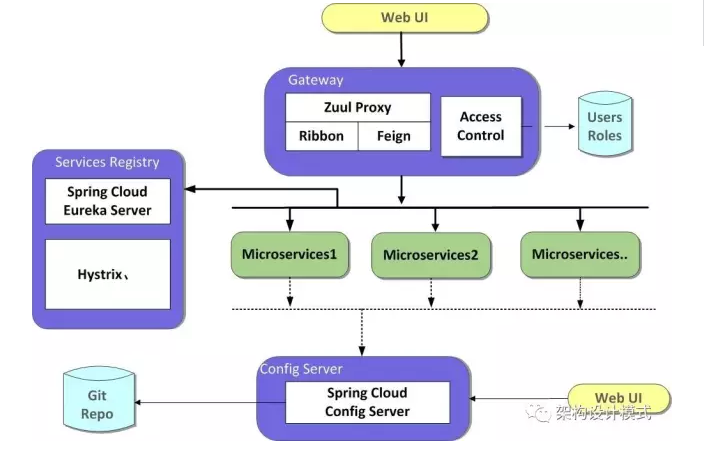 Web UI
Gateway
Zuul Proxy
Ribbon
Feign
Access
Control
Users
Roles
Services Registry
Spring Cloud
Eureka Server
Hystrix、
Microservices1
Microservices2
Microservices..
Config Server
Spring Cloud
Config Server
Git
Repo
Web UI
架构设计模式